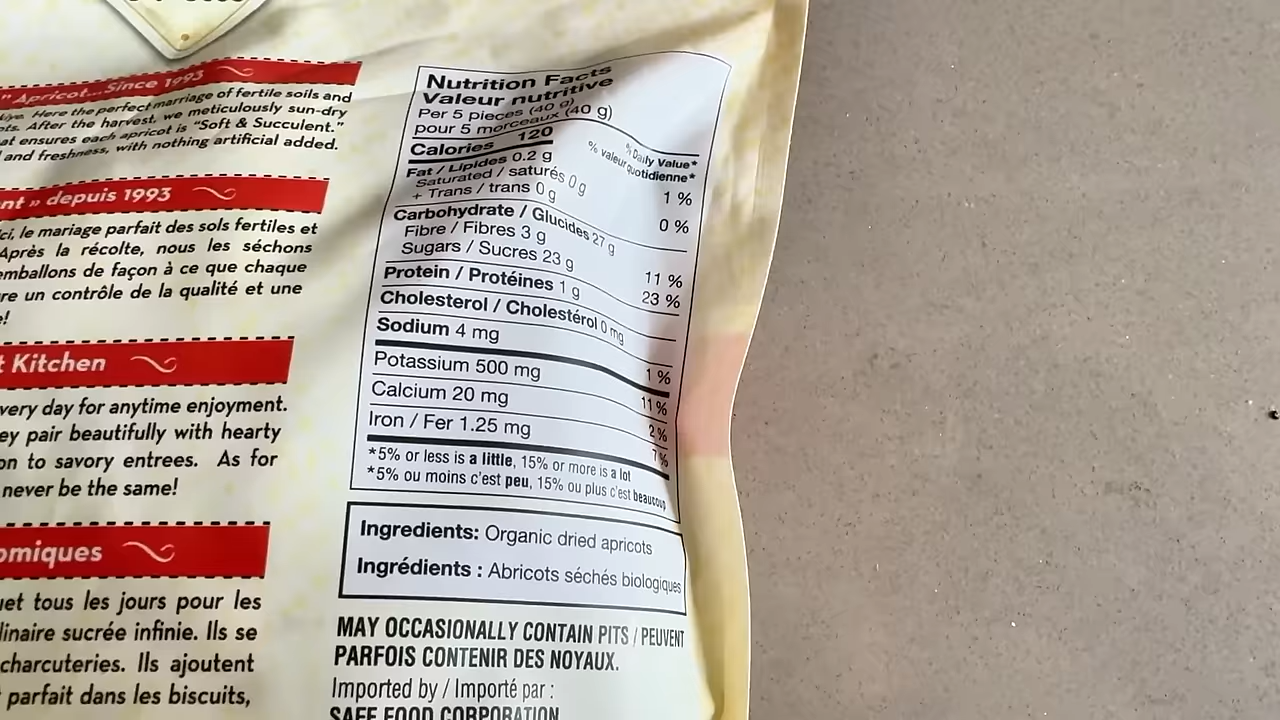 " Apricot....Since 1993
Here the perfect marriage of fertile soils and
After the harvest, we meticulously sun-dry
at ensures each apricot is “Soft & Succulent.”
and freshness, with nothing artificial added.
nt » depuis 1993
ci, le mariage parfait des sols fertiles et
Après la récolte, nous les séchons
emballons de façon à ce que chaque
re un contrôle de la qualité et une
e!
t Kitchen
very day for anytime enjoyment.
ey pair beautifully with hearty
on to savory entrees. As for
never be the same!
omiques
uet tous les jours pour les
linaire sucrée infinie. Ils se
charcuteries. Ils ajoutent
parfait dans les biscuits,
Nutrition Facts
Valeur nutritive
Per 5 pieces (40 g)
pour 5 morceaux (40 g)
Calories 120
% Daily Value*
% valeur quotidienne*
Fat / Lipides 0.2 g 1 %
Saturated / saturés 0 g
+ Trans / trans 0 g 0 %
Carbohydrate / Glucides 27 g
Fibre / Fibres 3 g 11 %
Sugars / Sucres 23 g 23 %
Protein / Protéines 1 g
Cholesterol / Cholestérol 0 mg
Sodium 4 mg 1 %
Potassium 500 mg 11 %
Calcium 20 mg 2 %
Iron / Fer 1.25 mg 7 %
*5% or less is a little, 15% or more is a lot
*5% ou moins c’est peu, 15% ou plus c’est beaucoup
Ingredients: Organic dried apricots
Ingrédients : Abricots séchés biologiques
MAY OCCASIONALLY CONTAIN PITS / PEUVENT
PARFOIS CONTENIR DES NOYAUX.
Imported by / Importé par :
SAFE FOOD CORPORATION